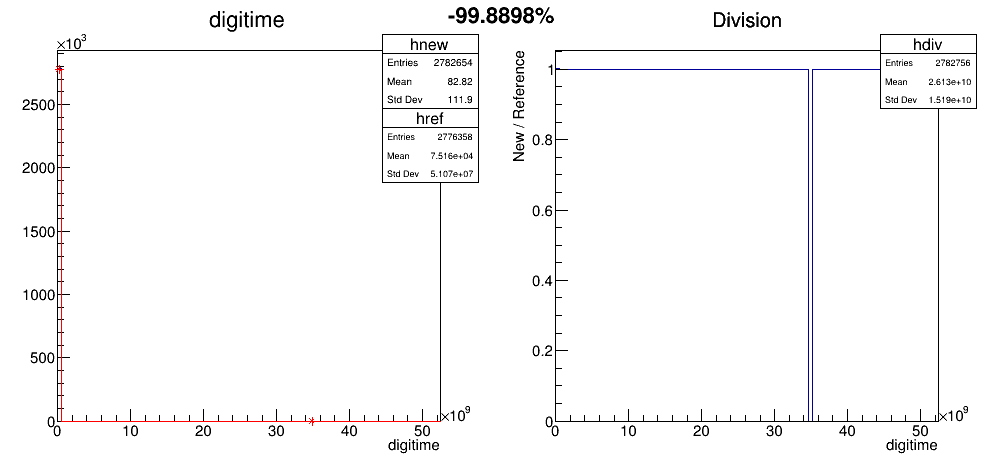 -99.8898%
digitime
×10³
hnew
Entries 2782654
Mean 82.82
Std Dev 111.9
href
Entries 2776358
Mean 7.516e+04
Std Dev 5.107e+07
2500
2000
1500
1000
500
0
0 10 20 30 40 50
×10⁹
digitime
Division
hdiv
Entries 2782756
Mean 2.613e+10
Std Dev 1.519e+10
New / Reference
1
0.8
0.6
0.4
0.2
0
0 10 20 30 40 50
×10⁹
digitime